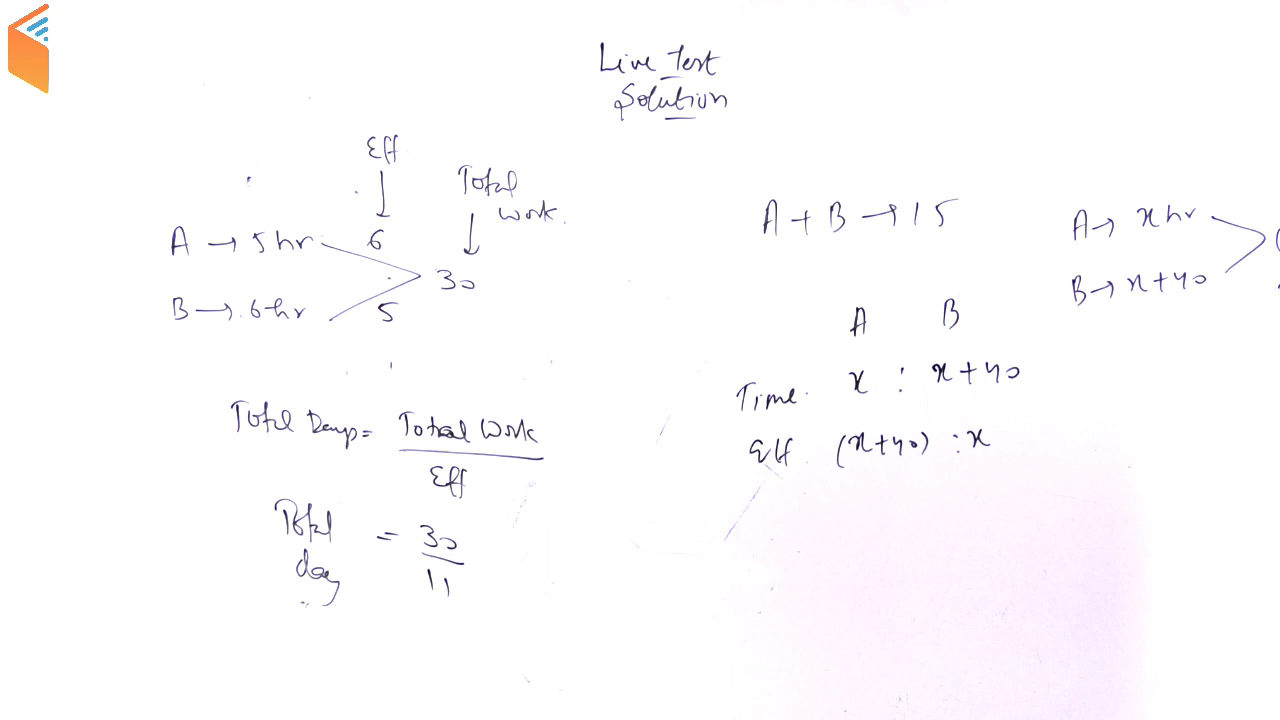 Live Test
Solution
Eff
Total
work.
A → 5 hr
6
30
B → 6 hr
5
Total Days = Total Work
Eff
Total
day
= 30
11
A + B → 15
A → x hr
B → x+40
A B
Time. x : x+40
Eff (x+40) : x